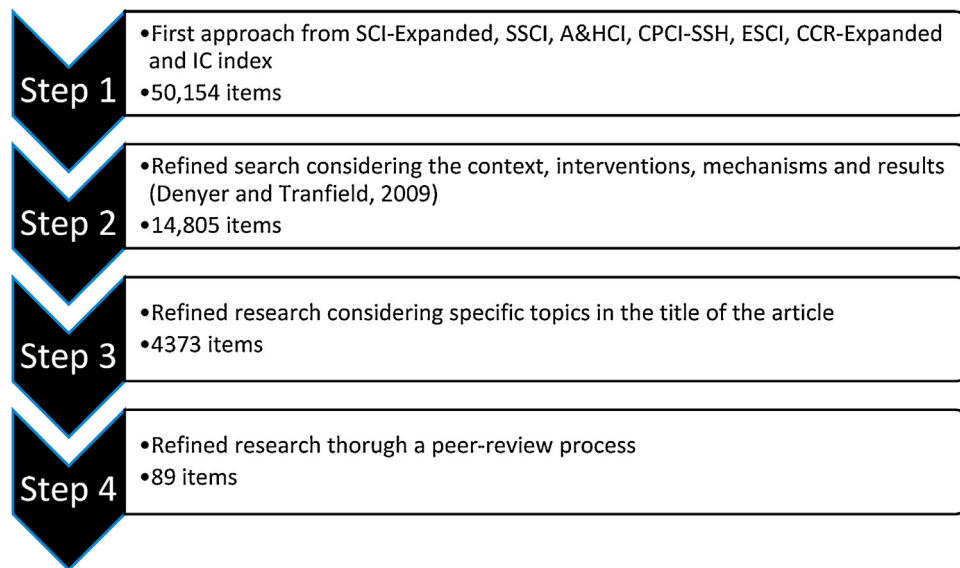 Step 1
•First approach from SCI-Expanded, SSCI, A&HCI, CPCI-SSH, ESCI, CCR-Expanded
and IC index
•50,154 items
Step 2
•Refined search considering the context, interventions, mechanisms and results
(Denyer and Tranfield, 2009)
•14,805 items
Step 3
•Refined research considering specific topics in the title of the article
•4373 items
Step 4
•Refined research thorugh a peer-review process
•89 items